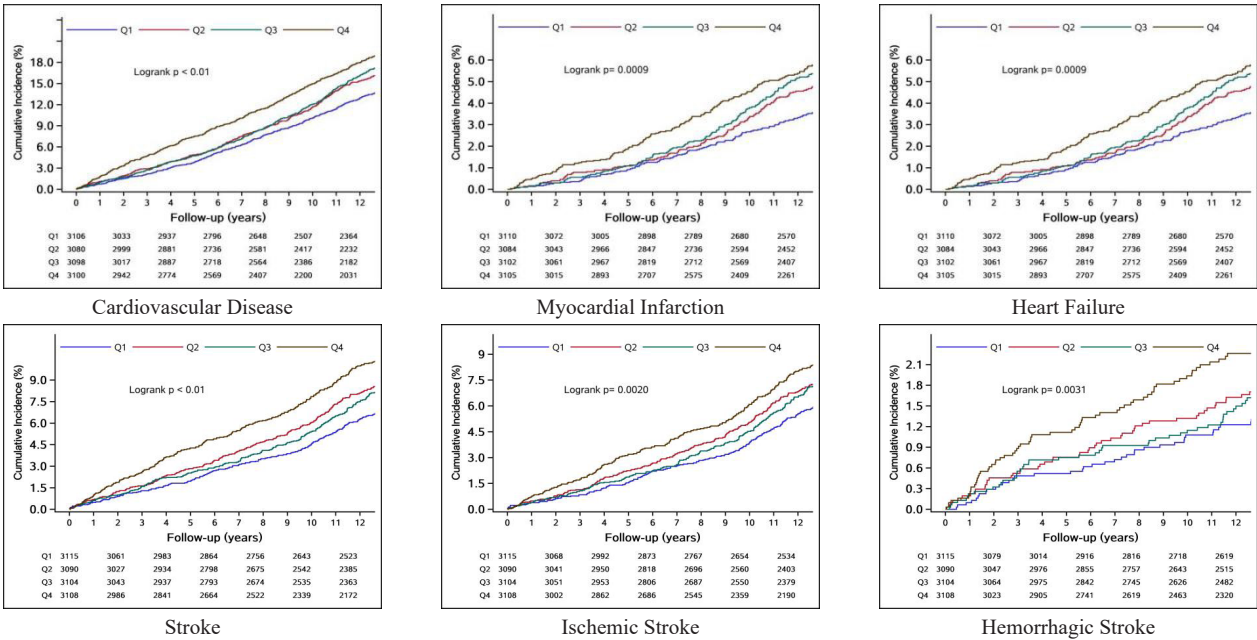 Q1 Q2 Q3 Q4
Logrank p < 0.01
Cumulative Incidence (%)
18.0
15.0
12.0
9.0
6.0
3.0
0.0
0 1 2 3 4 5 6 7 8 9 10 11 12
Follow-up (years)
Q1 3106 3033 2937 2796 2648 2507 2364
Q2 3080 2999 2881 2736 2581 2417 2232
Q3 3098 3017 2887 2718 2564 2386 2182
Q4 3100 2942 2774 2569 2407 2200 2031
Cardiovascular Disease
Q1 Q2 Q3 Q4
Logrank p= 0.0009
Cumulative Incidence (%)
6.0
5.0
4.0
3.0
2.0
1.0
0.0
0 1 2 3 4 5 6 7 8 9 10 11 12
Follow-up (years)
Q1 3110 3072 3005 2898 2789 2680 2570
Q2 3084 3043 2966 2847 2736 2594 2452
Q3 3102 3061 2967 2819 2712 2569 2407
Q4 3105 3015 2893 2707 2575 2409 2261
Myocardial Infarction
Q1 Q2 Q3 Q4
Logrank p= 0.0009
Cumulative Incidence (%)
6.0
5.0
4.0
3.0
2.0
1.0
0.0
0 1 2 3 4 5 6 7 8 9 10 11 12
Follow-up (years)
Q1 3110 3072 3005 2898 2789 2680 2570
Q2 3084 3043 2966 2847 2736 2594 2452
Q3 3102 3061 2967 2819 2712 2569 2407
Q4 3105 3015 2893 2707 2575 2409 2261
Heart Failure
Q1 Q2 Q3 Q4
Logrank p < 0.01
Cumulative Incidence (%)
9.0
7.5
6.0
4.5
3.0
1.5
0.0
0 1 2 3 4 5 6 7 8 9 10 11 12
Follow-up (years)
Q1 3115 3061 2983 2864 2756 2643 2523
Q2 3090 3027 2934 2798 2675 2542 2385
Q3 3104 3043 2937 2793 2674 2535 2363
Q4 3108 2986 2841 2664 2522 2339 2172
Stroke
Q1 Q2 Q3 Q4
Logrank p= 0.0020
Cumulative Incidence (%)
9
7.5
6.0
4.5
3.0
1.5
0.0
0 1 2 3 4 5 6 7 8 9 10 11 12
Follow-up (years)
Q1 3115 3068 2992 2873 2767 2654 2534
Q2 3090 3041 2950 2818 2696 2560 2403
Q3 3104 3051 2953 2806 2687 2550 2379
Q4 3108 3002 2862 2686 2545 2359 2190
Ischemic Stroke
Q1 Q2 Q3 Q4
Logrank p= 0.0031
Cumulative Incidence (%)
2.1
1.8
1.5
1.2
0.9
0.6
0.3
0.0
0 1 2 3 4 5 6 7 8 9 10 11 12
Follow-up (years)
Q1 3115 3079 3014 2916 2816 2718 2619
Q2 3090 3047 2976 2855 2757 2643 2515
Q3 3104 3064 2975 2842 2745 2626 2482
Q4 3108 3023 2905 2741 2619 2463 2320
Hemorrhagic Stroke